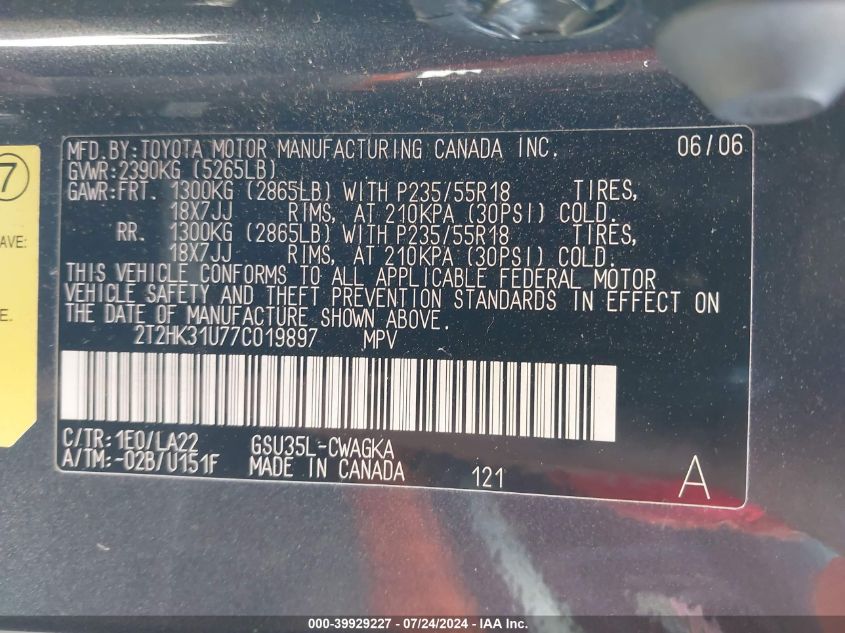 7
AVE:
E.
MFD.BY:TOYOTA MOTOR MANUFACTURING CANADA INC. 06/06
GVWR:2390KG (5265LB)
GAWR:FRT. 1300KG (2865LB) WITH P235/55R18 TIRES,
18X7JJ RIMS, AT 210KPA (30PSI) COLD.
RR. 1300KG (2865LB) WITH P235/55R18 TIRES,
18X7JJ RIMS, AT 210KPA (30PSI) COLD.
THIS VEHICLE CONFORMS TO ALL APPLICABLE FEDERAL MOTOR
VEHICLE SAFETY AND THEFT PREVENTION STANDARDS IN EFFECT ON
THE DATE OF MANUFACTURE SHOWN ABOVE.
2T2HK31U77C019897 MPV
C/TR:1E0/LA22 GSU35L-CWAGKA
A/TM:-02B/U151F MADE IN CANADA 121 A
000-39929227 - 07/24/2024 - IAA Inc.